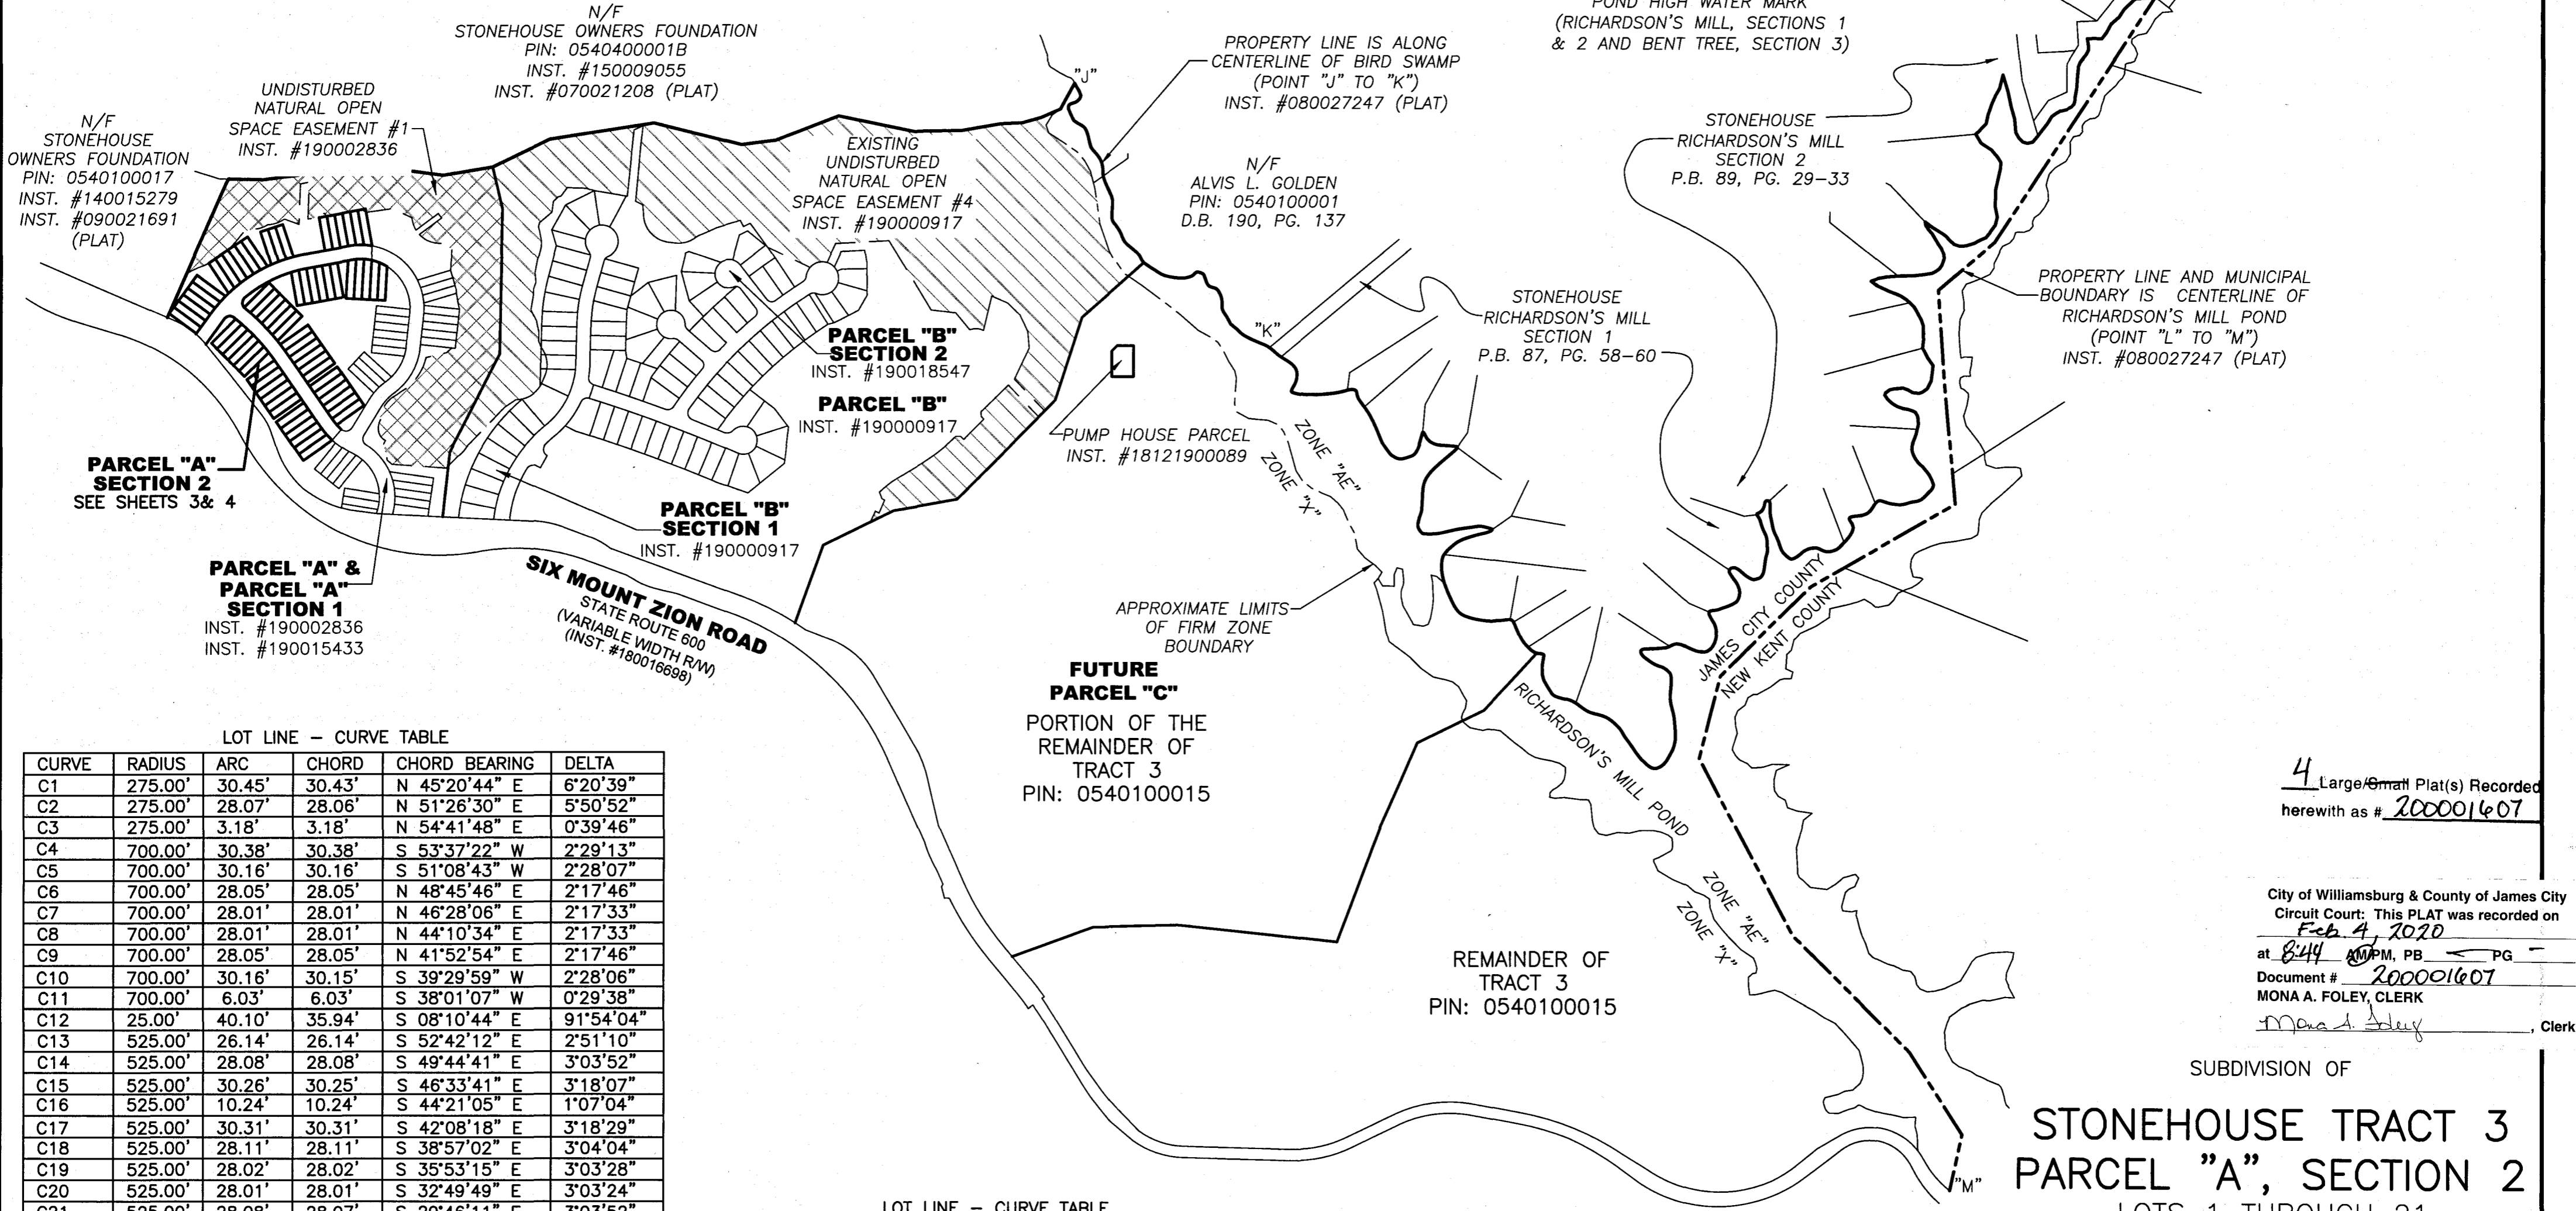 N/F
STONEHOUSE OWNERS FOUNDATION
PIN: 0540400001B
INST. #150009055
INST. #070021208 (PLAT)
UNDISTURBED
NATURAL OPEN
SPACE EASEMENT #1
INST. #190002836
N/F
STONEHOUSE
OWNERS FOUNDATION
PIN: 0540100017
INST. #140015279
INST. #090021691
(PLAT)
EXISTING
UNDISTURBED
NATURAL OPEN
SPACE EASEMENT #4
INST. #190000917
"J"
PROPERTY LINE IS ALONG
CENTERLINE OF BIRD SWAMP
(POINT "J" TO "K")
INST. #080027247 (PLAT)
N/F
ALVIS L. GOLDEN
PIN: 0540100001
D.B. 190, PG. 137
POND HIGH WATER MARK
(RICHARDSON'S MILL, SECTIONS 1
& 2 AND BENT TREE, SECTION 3)
STONEHOUSE
RICHARDSON'S MILL
SECTION 2
P.B. 89, PG. 29-33
PROPERTY LINE AND MUNICIPAL
BOUNDARY IS CENTERLINE OF
RICHARDSON'S MILL POND
(POINT "L" TO "M")
INST. #080027247 (PLAT)
"K"
STONEHOUSE
RICHARDSON'S MILL
SECTION 1
P.B. 87, PG. 58-60
PARCEL "B"
SECTION 2
INST. #190018547
PARCEL "B"
INST. #190000917
PUMP HOUSE PARCEL
INST. #18121900089
ZONE "AE"
ZONE "X"
PARCEL "A"
SECTION 2
SEE SHEETS 3& 4
PARCEL "B"
SECTION 1
INST. #190000917
PARCEL "A" &
PARCEL "A"
SECTION 1
INST. #190002836
INST. #190015433
SIX MOUNT ZION ROAD
STATE ROUTE 600
(VARIABLE WIDTH R/W)
(INST. #180016698)
APPROXIMATE LIMITS
OF FIRM ZONE
BOUNDARY
JAMES CITY COUNTY
NEW KENT COUNTY
FUTURE
PARCEL "C"
PORTION OF THE
REMAINDER OF
TRACT 3
PIN: 0540100015
RICHARDSON'S MILL POND
ZONE "AE"
ZONE "X"
REMAINDER OF
TRACT 3
PIN: 0540100015
"M"
LOT LINE - CURVE TABLE
CURVE RADIUS ARC CHORD CHORD BEARING DELTA
C1 275.00' 30.45' 30.43' N 45°20'44" E 6°20'39"
C2 275.00' 28.07' 28.06' N 51°26'30" E 5°50'52"
C3 275.00' 3.18' 3.18' N 54°41'48" E 0°39'46"
C4 700.00' 30.38' 30.38' S 53°37'22" W 2°29'13"
C5 700.00' 30.16' 30.16' S 51°08'43" W 2°28'07"
C6 700.00' 28.05' 28.05' N 48°45'46" E 2°17'46"
C7 700.00' 28.01' 28.01' N 46°28'06" E 2°17'33"
C8 700.00' 28.01' 28.01' N 44°10'34" E 2°17'33"
C9 700.00' 28.05' 28.05' N 41°52'54" E 2°17'46"
C10 700.00' 30.16' 30.15' S 39°29'59" W 2°28'06"
C11 700.00' 6.03' 6.03' S 38°01'07" W 0°29'38"
C12 25.00' 40.10' 35.94' S 08°10'44" E 91°54'04"
C13 525.00' 26.14' 26.14' S 52°42'12" E 2°51'10"
C14 525.00' 28.08' 28.08' S 49°44'41" E 3°03'52"
C15 525.00' 30.26' 30.25' S 46°33'41" E 3°18'07"
C16 525.00' 10.24' 10.24' S 44°21'05" E 1°07'04"
C17 525.00' 30.31' 30.31' S 42°08'18" E 3°18'29"
C18 525.00' 28.11' 28.11' S 38°57'02" E 3°04'04"
C19 525.00' 28.02' 28.02' S 35°53'15" E 3°03'28"
C20 525.00' 28.01' 28.01' S 32°49'49" E 3°03'24"
C21 525.00' 28.08' 28.07' S 29°46'11" E 3°03'52"
LOT LINE - CURVE TABLE
4 Large/Small Plat(s) Recorded
herewith as # 200001607
City of Williamsburg & County of James City
Circuit Court: This PLAT was recorded on
Feb. 4, 2020
at 8:44 AM/PM, PB — PG –
Document # 200001607
MONA A. FOLEY, CLERK
Mona A. Foley, Clerk
SUBDIVISION OF
STONEHOUSE TRACT 3
PARCEL "A", SECTION 2
LOTS 1 THROUGH 21